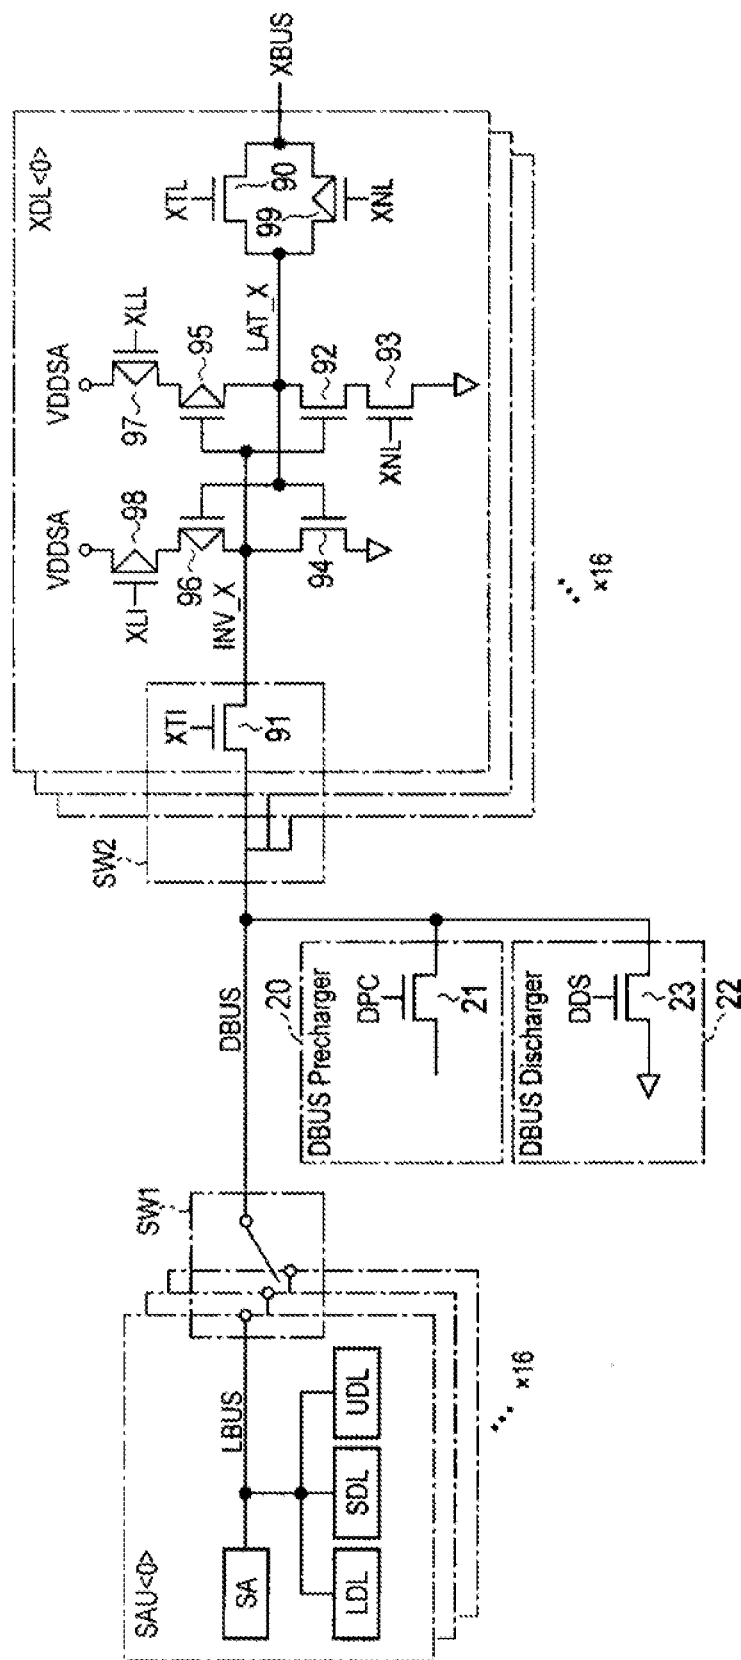 SAU<0>
SA
LBUS
LDL
SDL
UDL
×16
SW1
DBUS
20
DBUS Precharger
DPC
21
DBUS Discharger
DDS
23
22
SW2
XTI
91
XDL<0>
VDDSA
VDDSA
XLI
98
97
XLL
96
95
INV_X
LAT_X
94
92
93
XNL
XTL
90
99
XNL
XBUS
×16